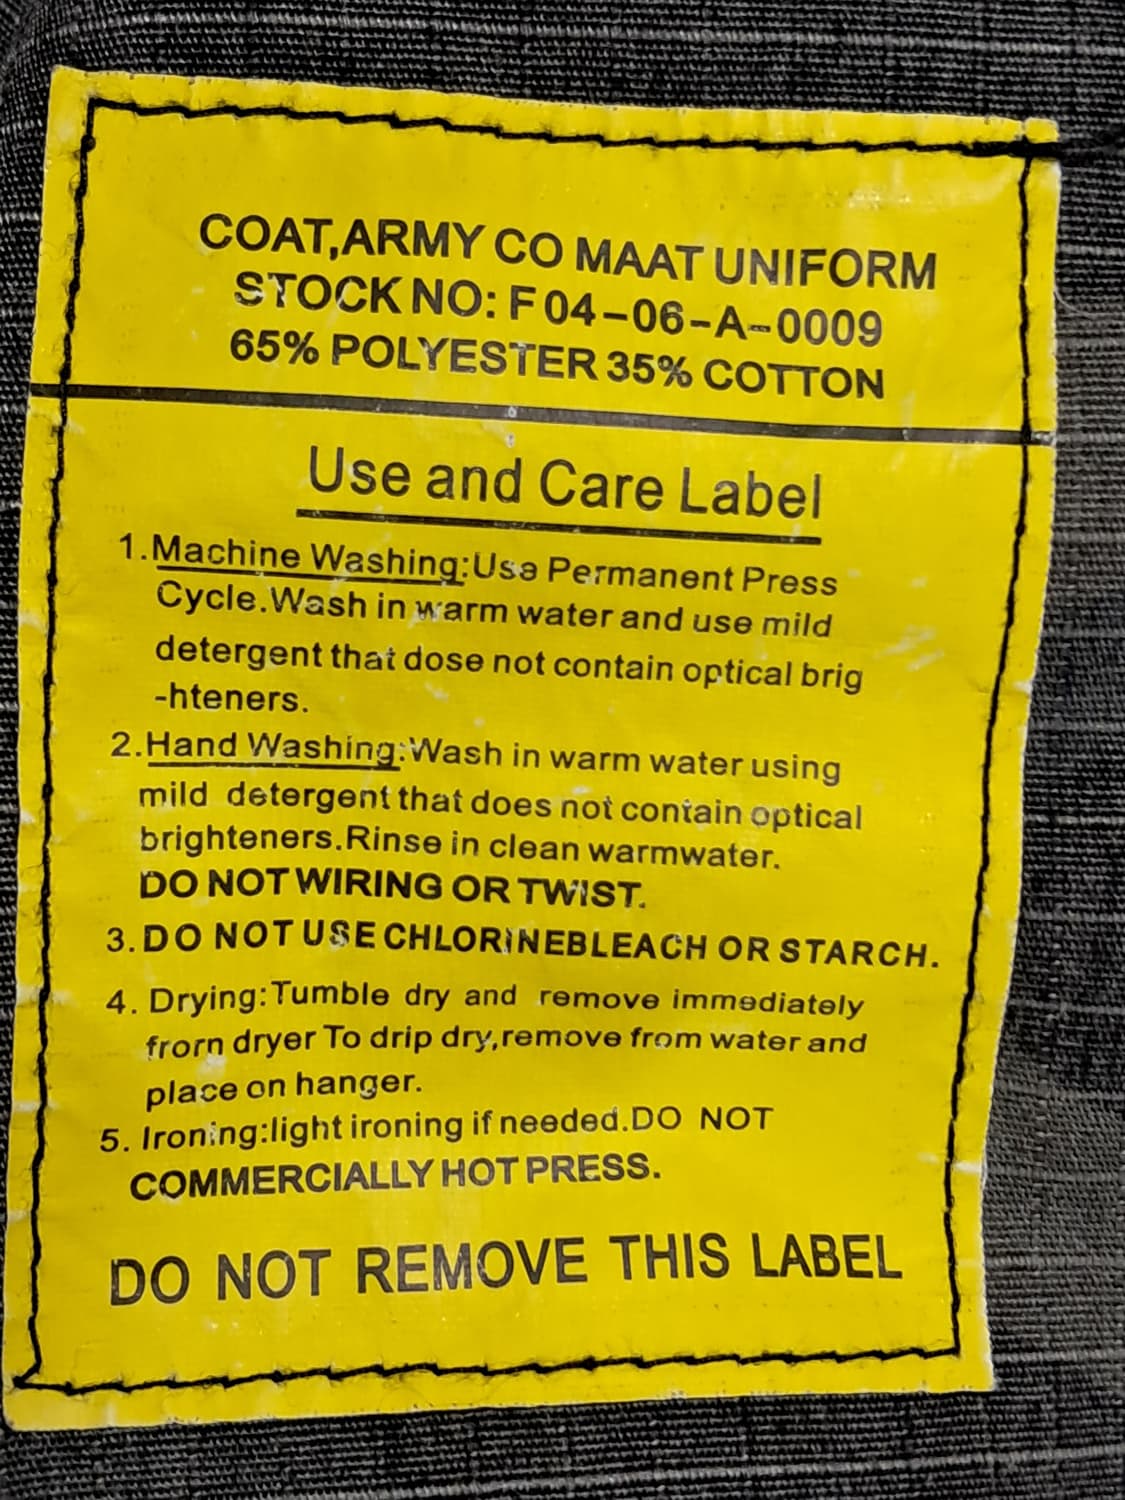 COAT,ARMY CO MAAT UNIFORM
STOCK NO: F04-06-A-0009
65% POLYESTER 35% COTTON
Use and Care Label
1.Machine Washing:Use Permanent Press
Cycle.Wash in warm water and use mild
detergent that dose not contain optical brig
-hteners.
2.Hand Washing:Wash in warm water using
mild detergent that does not contain optical
brighteners.Rinse in clean warmwater.
DO NOT WIRING OR TWIST.
3.DO NOT USE CHLORINEBLEACH OR STARCH.
4. Drying:Tumble dry and remove immediately
frorn dryer To drip dry,remove from water and
place on hanger.
5. Ironing:light ironing if needed.DO NOT
COMMERCIALLY HOT PRESS.
DO NOT REMOVE THIS LABEL